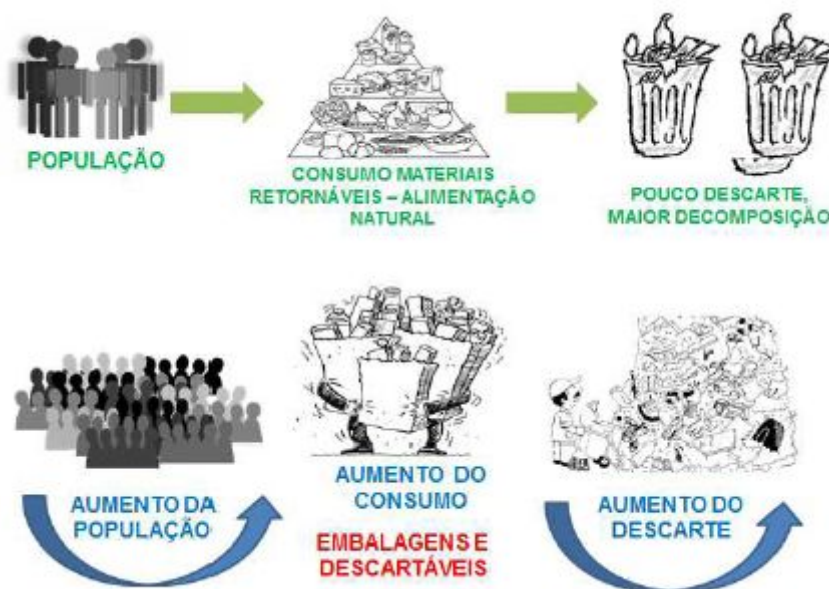 POPULAÇÃO
CONSUMO MATERIAIS
RETORNÁVEIS – ALIMENTAÇÃO
NATURAL
POUCO DESCARTE,
MAIOR DECOMPOSIÇÃO
AUMENTO DA
POPULAÇÃO
AUMENTO DO
CONSUMO
EMBALAGENS E
DESCARTÁVEIS
AUMENTO DO
DESCARTE